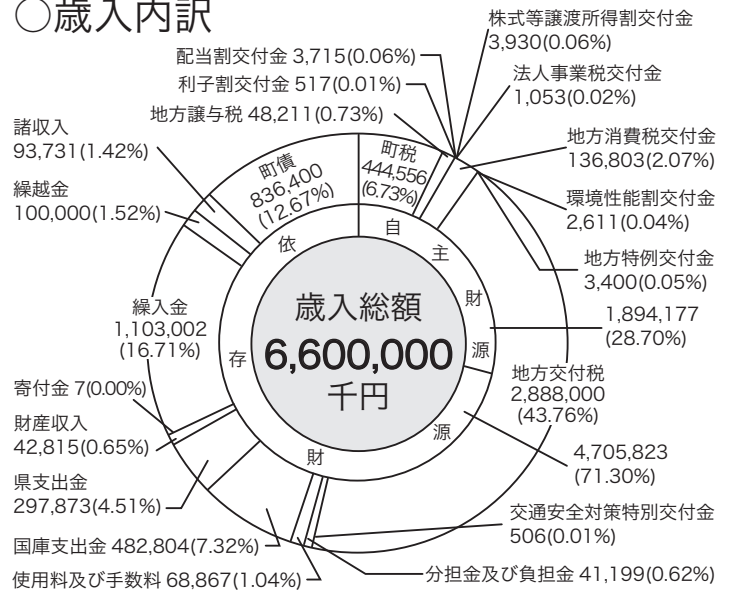 ○歳入内訳
株式等譲渡所得割交付金
3,930(0.06%)
配当割交付金 3,715(0.06%)
利子割交付金 517(0.01%)
法人事業税交付金
1,053(0.02%)
地方譲与税 48,211(0.73%)
諸収入
93,731(1.42%)
町債
836,400
(12.67%)
町税
444,556
(6.73%)
地方消費税交付金
136,803(2.07%)
繰越金
100,000(1.52%)
環境性能割交付金
2,611(0.04%)
地方特例交付金
3,400(0.05%)
自主財源
1,894,177
(28.70%)
歳入総額
6,600,000
千円
繰入金
1,103,002
(16.71%)
地方交付税
2,888,000
(43.76%)
依存財源
4,705,823
(71.30%)
寄付金 7(0.00%)
財産収入
42,815(0.65%)
県支出金
297,873(4.51%)
交通安全対策特別交付金
506(0.01%)
国庫支出金 482,804(7.32%)
使用料及び手数料 68,867(1.04%)
分担金及び負担金 41,199(0.62%)